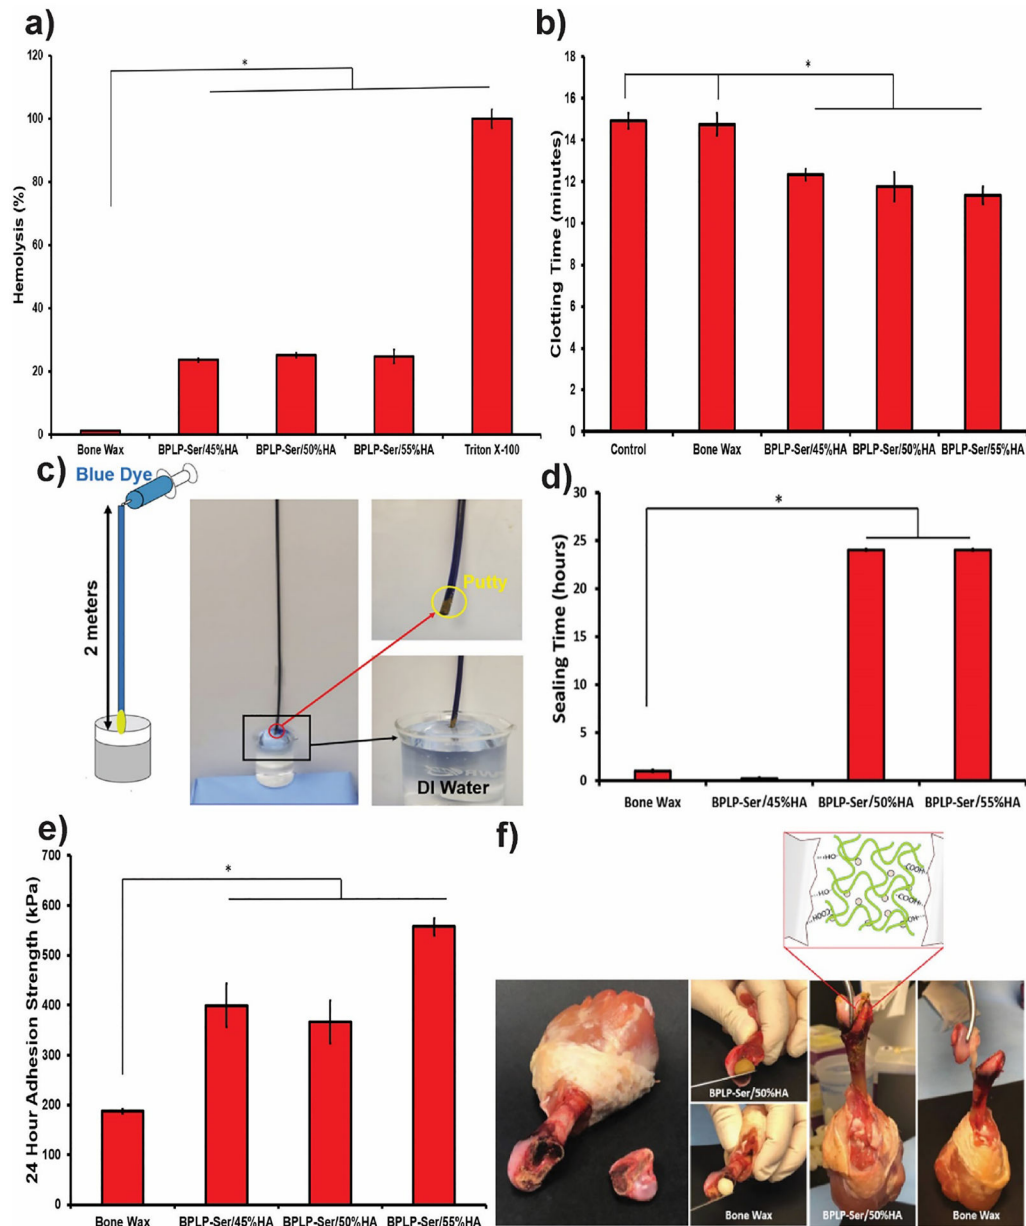 a)
Hemolysis (%)
120
100
80
60
40
20
0
*
Bone Wax
BPLP-Ser/45%HA
BPLP-Ser/50%HA
BPLP-Ser/55%HA
Triton X-100
b)
Clotting Time (minutes)
18
16
14
12
10
8
6
4
2
0
*
Control
Bone Wax
BPLP-Ser/45%HA
BPLP-Ser/50%HA
BPLP-Ser/55%HA
c)
Blue Dye
2 meters
Putty
DI Water
d)
Sealing Time (hours)
30
25
20
15
10
5
0
*
Bone Wax
BPLP-Ser/45%HA
BPLP-Ser/50%HA
BPLP-Ser/55%HA
e)
24 Hour Adhesion Strength (kPa)
700
600
500
400
300
200
100
0
*
Bone Wax
BPLP-Ser/45%HA
BPLP-Ser/50%HA
BPLP-Ser/55%HA
f)
HO
COOH
HO
COOH
HOOC
OH
BPLP-Ser/50%HA
Bone Wax
BPLP-Ser/50%HA
Bone Wax